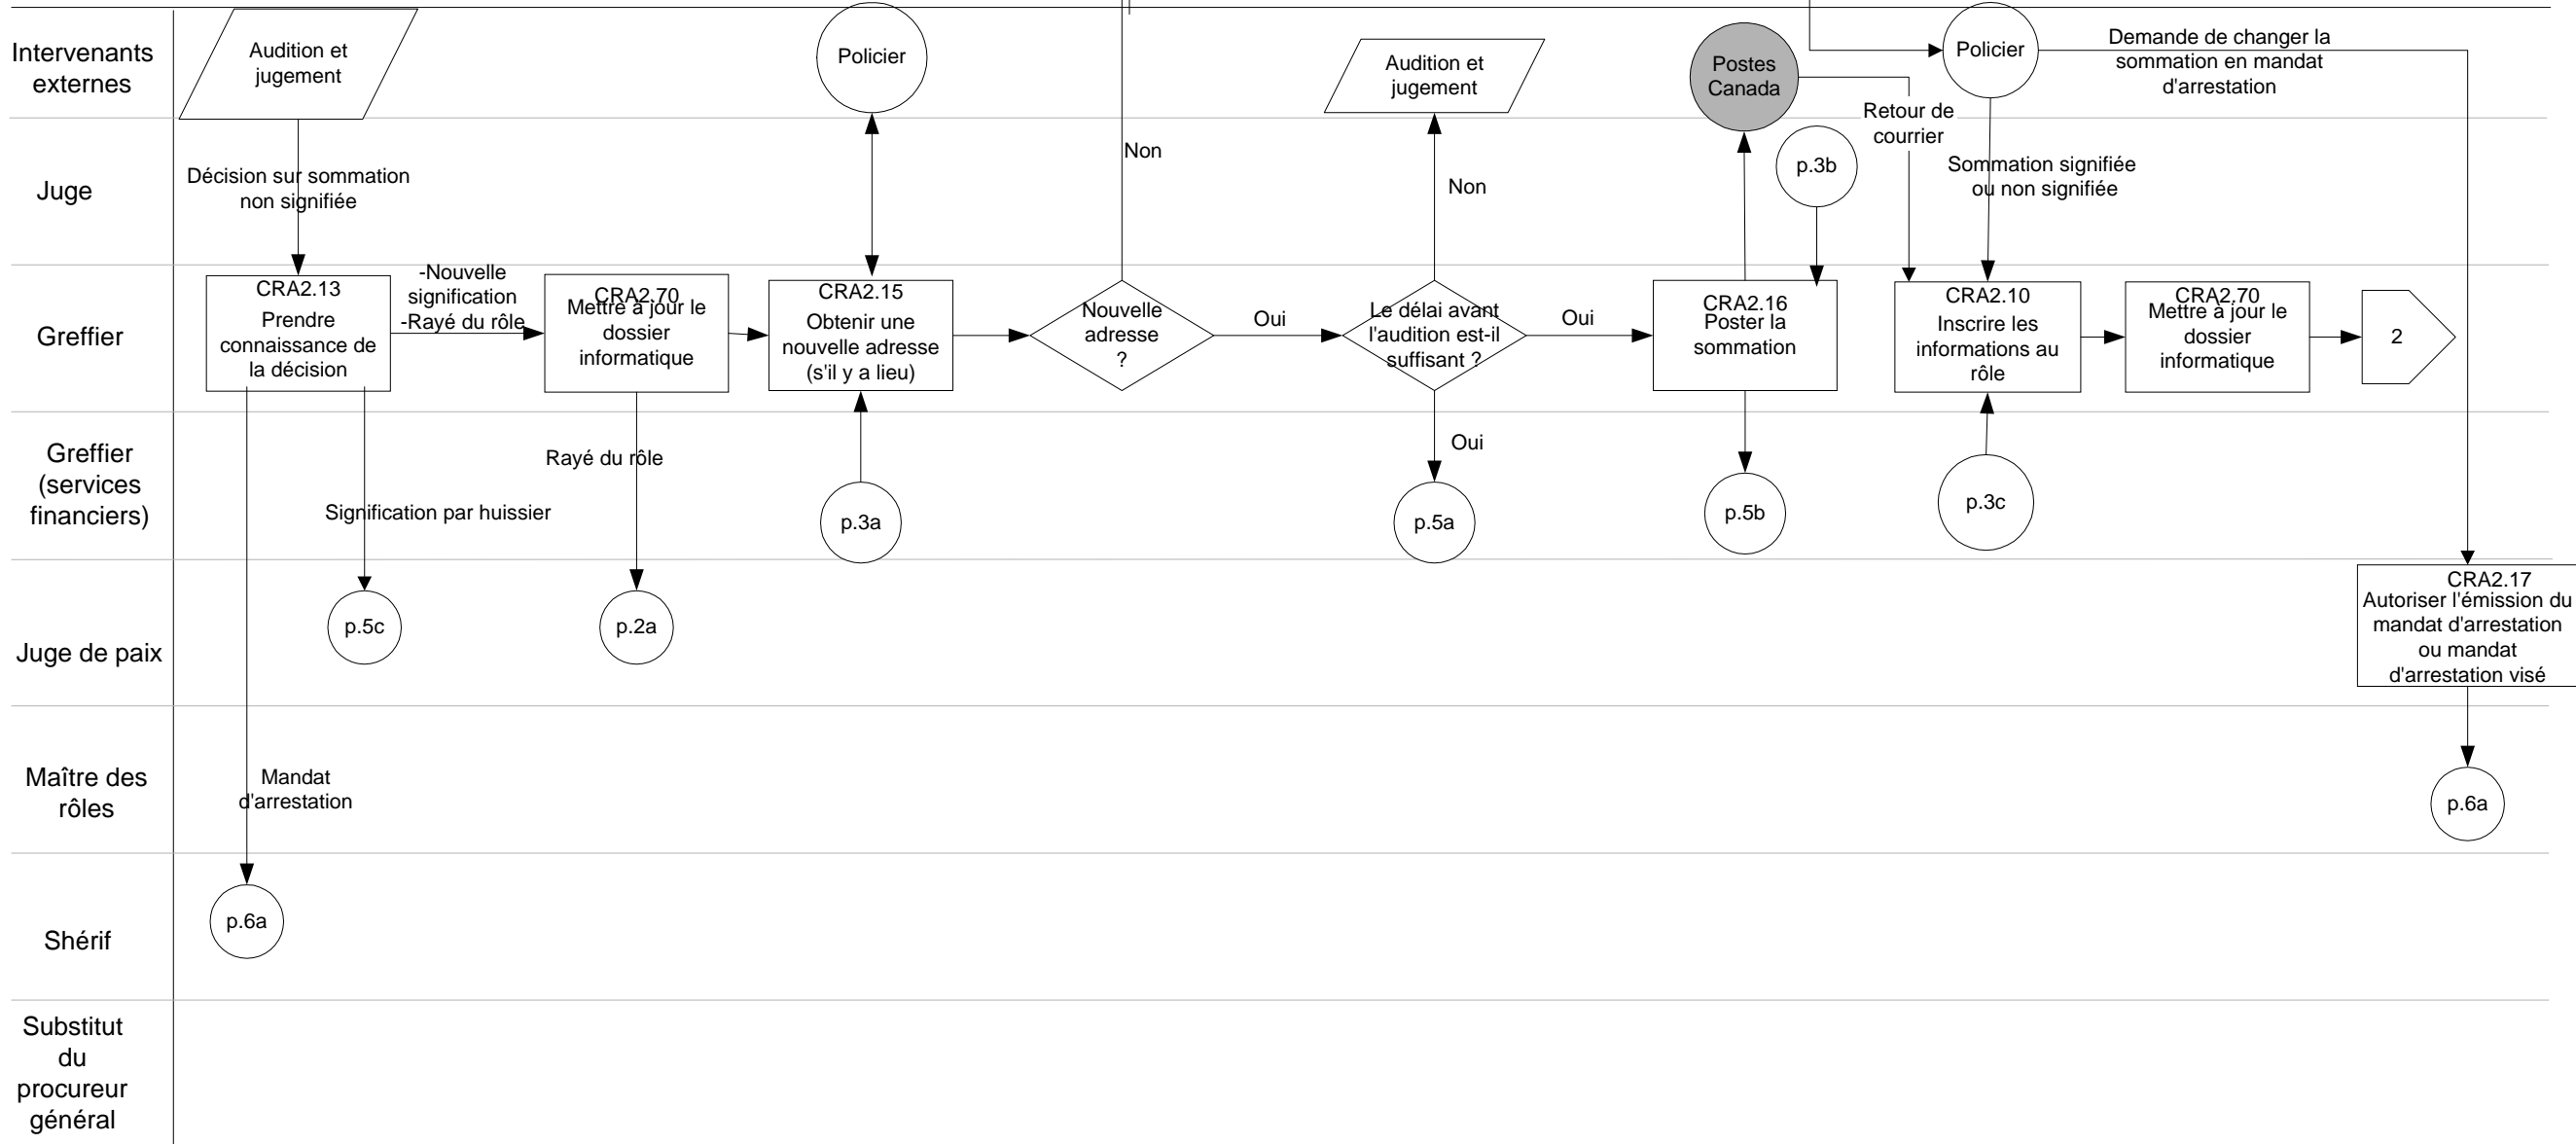 Intervenants
externes
Audition et
jugement
Policier
Audition et
jugement
Postes
Canada
Policier
Demande de changer la
sommation en mandat
d'arrestation
Retour de
courrier
Juge
Décision sur sommation
non signifiée
Non
Non
p.3b
Sommation signifiée
ou non signifiée
Greffier
CRA2.13
Prendre
connaissance de
la décision
-Nouvelle
signification
-Rayé du rôle
CRA2.70
Mettre à jour le
dossier
informatique
CRA2.15
Obtenir une
nouvelle adresse
(s'il y a lieu)
Nouvelle
adresse
?
Oui
Le délai avant
l'audition est-il
suffisant ?
Oui
CRA2.16
Poster la
sommation
CRA2.10
Inscrire les
informations au
rôle
CRA2.70
Mettre à jour le
dossier
informatique
2
Greffier
(services
financiers)
Signification par huissier
Rayé du rôle
p.3a
Oui
p.5a
p.5b
p.3c
Juge de paix
p.5c
p.2a
CRA2.17
Autoriser l'émission du
mandat d'arrestation
ou mandat
d'arrestation visé
Maître des
rôles
Mandat
d'arrestation
p.6a
Shérif
p.6a
Substitut
du
procureur
général